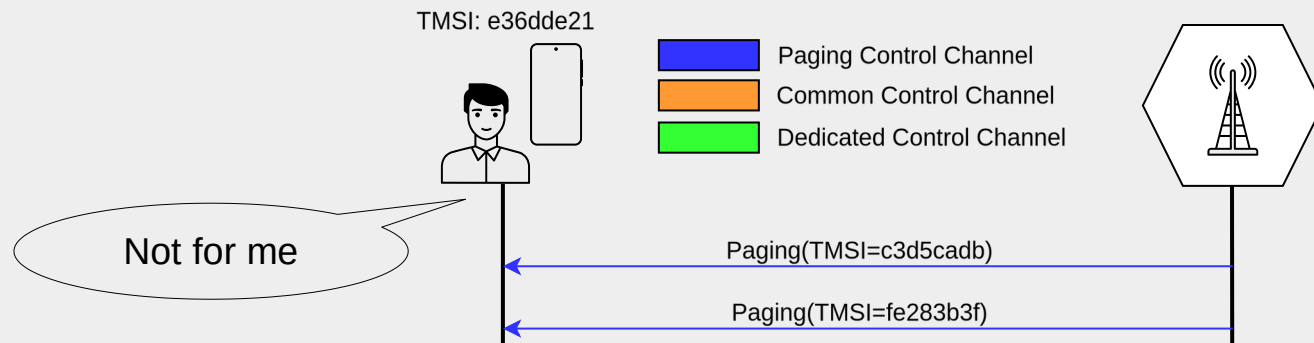 TMSI: e36dde21
Paging Control Channel
Common Control Channel
Dedicated Control Channel
Not for me
Paging(TMSI=c3d5cadb)
Paging(TMSI=fe283b3f)